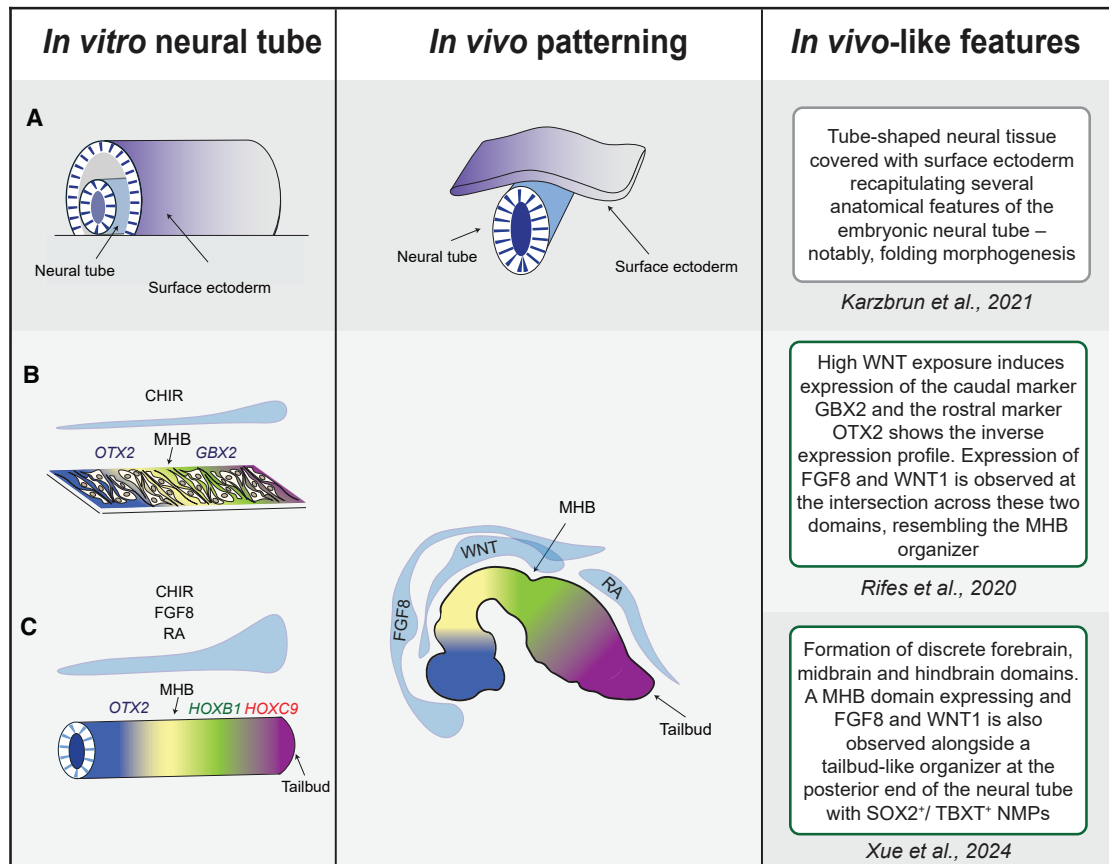 In vitro neural tube
In vivo patterning
In vivo-like features
A
Neural tube
Surface ectoderm
Neural tube
Surface ectoderm
Tube-shaped neural tissue
covered with surface ectoderm
recapitulating several
anatomical features of the
embryonic neural tube –
notably, folding morphogenesis
Karzbrun et al., 2021
B
CHIR
MHB
OTX2
GBX2
C
CHIR
FGF8
RA
MHB
OTX2
HOXB1
HOXC9
Tailbud
MHB
WNT
FGF8
RA
Tailbud
High WNT exposure induces
expression of the caudal marker
GBX2 and the rostral marker
OTX2 shows the inverse
expression profile. Expression of
FGF8 and WNT1 is observed at
the intersection across these two
domains, resembling the MHB
organizer
Rifes et al., 2020
Formation of discrete forebrain,
midbrain and hindbrain domains.
A MHB domain expressing and
FGF8 and WNT1 is also
observed alongside a
tailbud-like organizer at the
posterior end of the neural tube
with SOX2⁺/ TBXT⁺ NMPs
Xue et al., 2024